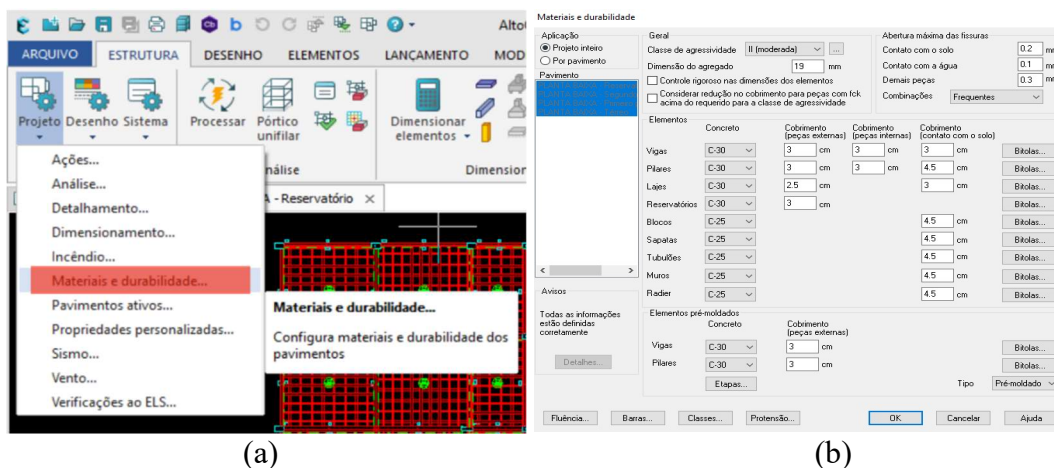 Alto
ARQUIVO ESTRUTURA DESENHO ELEMENTOS LANÇAMENTO MOD
Projeto Desenho Sistema Processar Pórtico unifilar Dimensionar elementos
nálise Dimension
Ações...
Análise...
Detalhamento...
Dimensionamento...
Incêndio...
Materiais e durabilidade...
Pavimentos ativos...
Propriedades personalizadas...
Sismo...
Vento...
Verificações ao ELS...
A - Reservatório ×
Materiais e durabilidade...
Configura materiais e durabilidade dos
pavimentos
(a)
Materiais e durabilidade
Aplicação
Projeto inteiro
Por pavimento
Pavimento
Avisos
Todas as informações
estão definidas
corretamente
Detalhes...
Geral
Classe de agressividade II (moderada) ...
Dimensão do agregado 19 mm
Controle rigoroso nas dimensões dos elementos
Considerar redução no cobrimento para peças com fck
acima do requerido para a classe de agressividade
Abertura máxima das fissuras
Contato com o solo 0.2 mm
Contato com a água 0.1 mm
Demais peças 0.3 mm
Combinações Frequentes
Elementos
Concreto Cobrimento (peças externas) Cobrimento (peças internas) Cobrimento (contato com o solo)
Vigas C-30 3 cm 3 cm 3 cm Bitolas...
Pilares C-30 3 cm 3 cm 4.5 cm Bitolas...
Lajes C-30 2.5 cm 3 cm Bitolas...
Reservatórios C-30 3 cm Bitolas...
Blocos C-25 4.5 cm Bitolas...
Sapatas C-25 4.5 cm Bitolas...
Tubulões C-25 4.5 cm Bitolas...
Muros C-25 4.5 cm Bitolas...
Radier C-25 4.5 cm Bitolas...
Elementos pré-moldados
Concreto Cobrimento (peças externas)
Vigas C-30 3 cm Bitolas...
Pilares C-30 3 cm Bitolas...
Etapas... Tipo Pré-moldado
Fluência... Barras... Classes... Protensão... OK Cancelar Ajuda
(b)